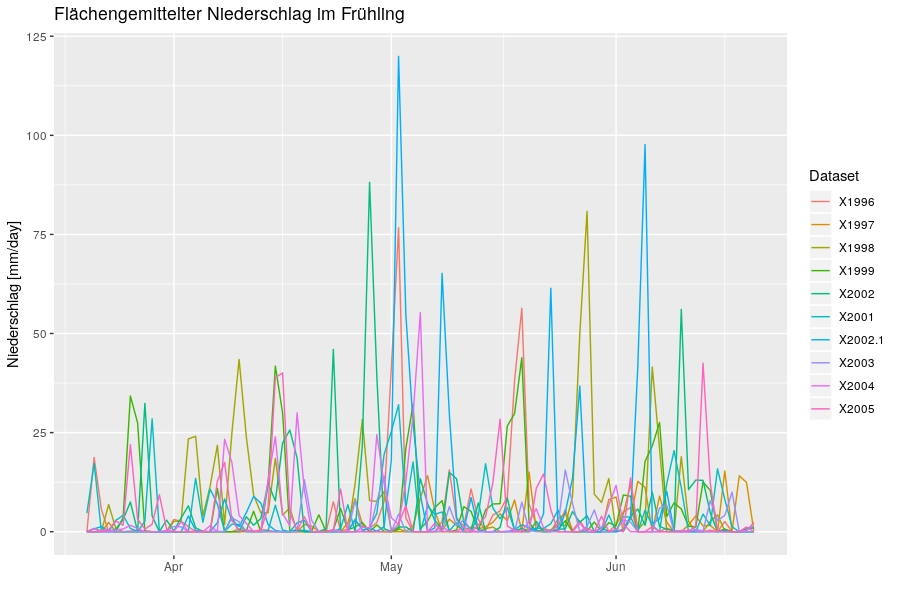 Flächengemittelter Niederschlag im Frühling
125
100
75
50
25
0
Niederschlag [mm/day]
Apr
May
Jun
Dataset
X1996
X1997
X1998
X1999
X2002
X2001
X2002.1
X2003
X2004
X2005